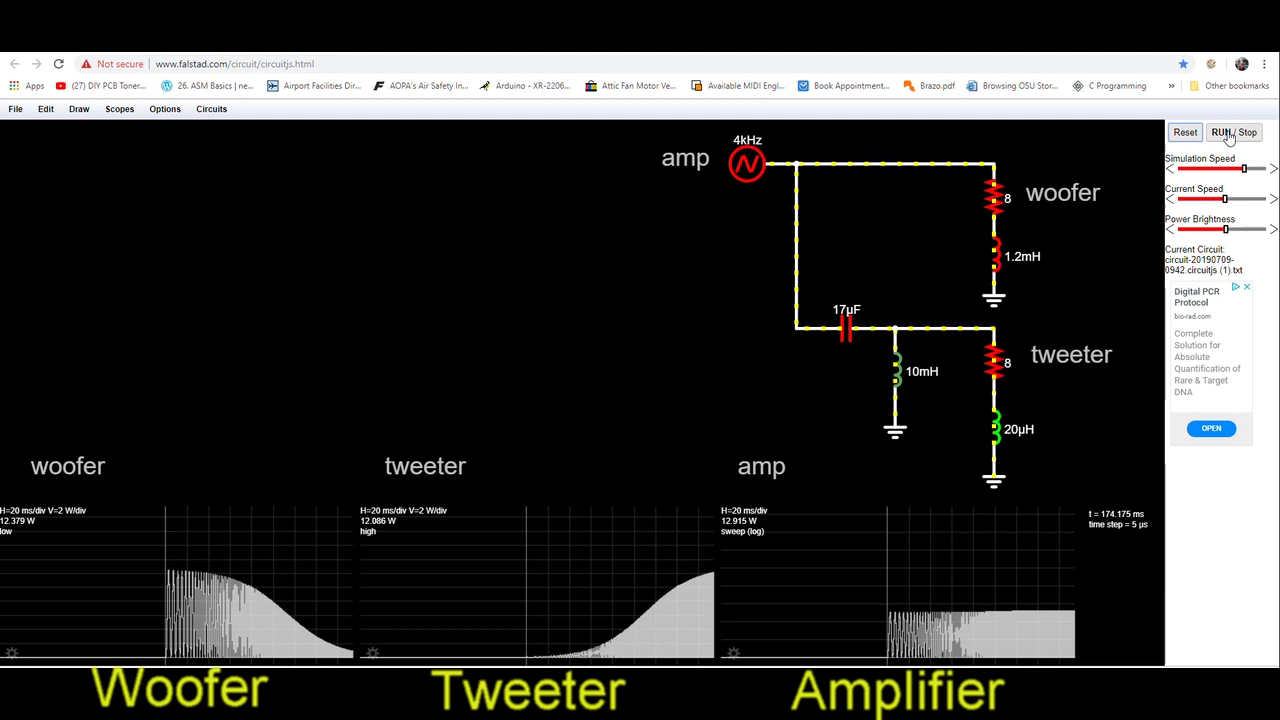 Not secure www.falstad.com/circuit/circuitjs.html
Apps (27) DIY PCB Toner... 26. ASM Basics | ne... Airport Facilities Dir... AOPA's Air Safety In... Arduino - XR-2206... Attic Fan Motor Ve... Available MIDI Engl... Book Appointment... Brazo.pdf Browsing OSU Stor... C Programming » Other bookmarks
File Edit Draw Scopes Options Circuits
Reset RUN / Stop
Simulation Speed
Current Speed
Power Brightness
Current Circuit:
circuit-20190709-
0942.circuitjs (1).txt
Digital PCR
Protocol
bio-rad.com
Complete
Solution for
Absolute
Quantification of
Rare & Target
DNA
OPEN
4kHz
amp
8
woofer
1.2mH
17μF
10mH
8
tweeter
20μH
woofer
tweeter
amp
H=20 ms/div V=2 W/div
12.379 W
low
H=20 ms/div V=2 W/div
12.086 W
high
H=20 ms/div
12.915 W
sweep (log)
t = 174.175 ms
time step = 5 μs
Woofer
Tweeter
Amplifier